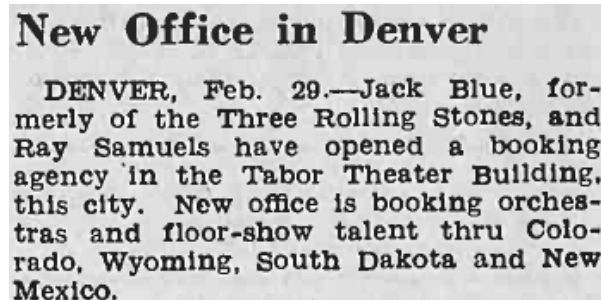 New Office in Denver
DENVER, Feb. 29.—Jack Blue, for-
merly of the Three Rolling Stones, and
Ray Samuels have opened a booking
agency in the Tabor Theater Building,
this city. New office is booking orches-
tras and floor-show talent thru Colo-
rado, Wyoming, South Dakota and New
Mexico.